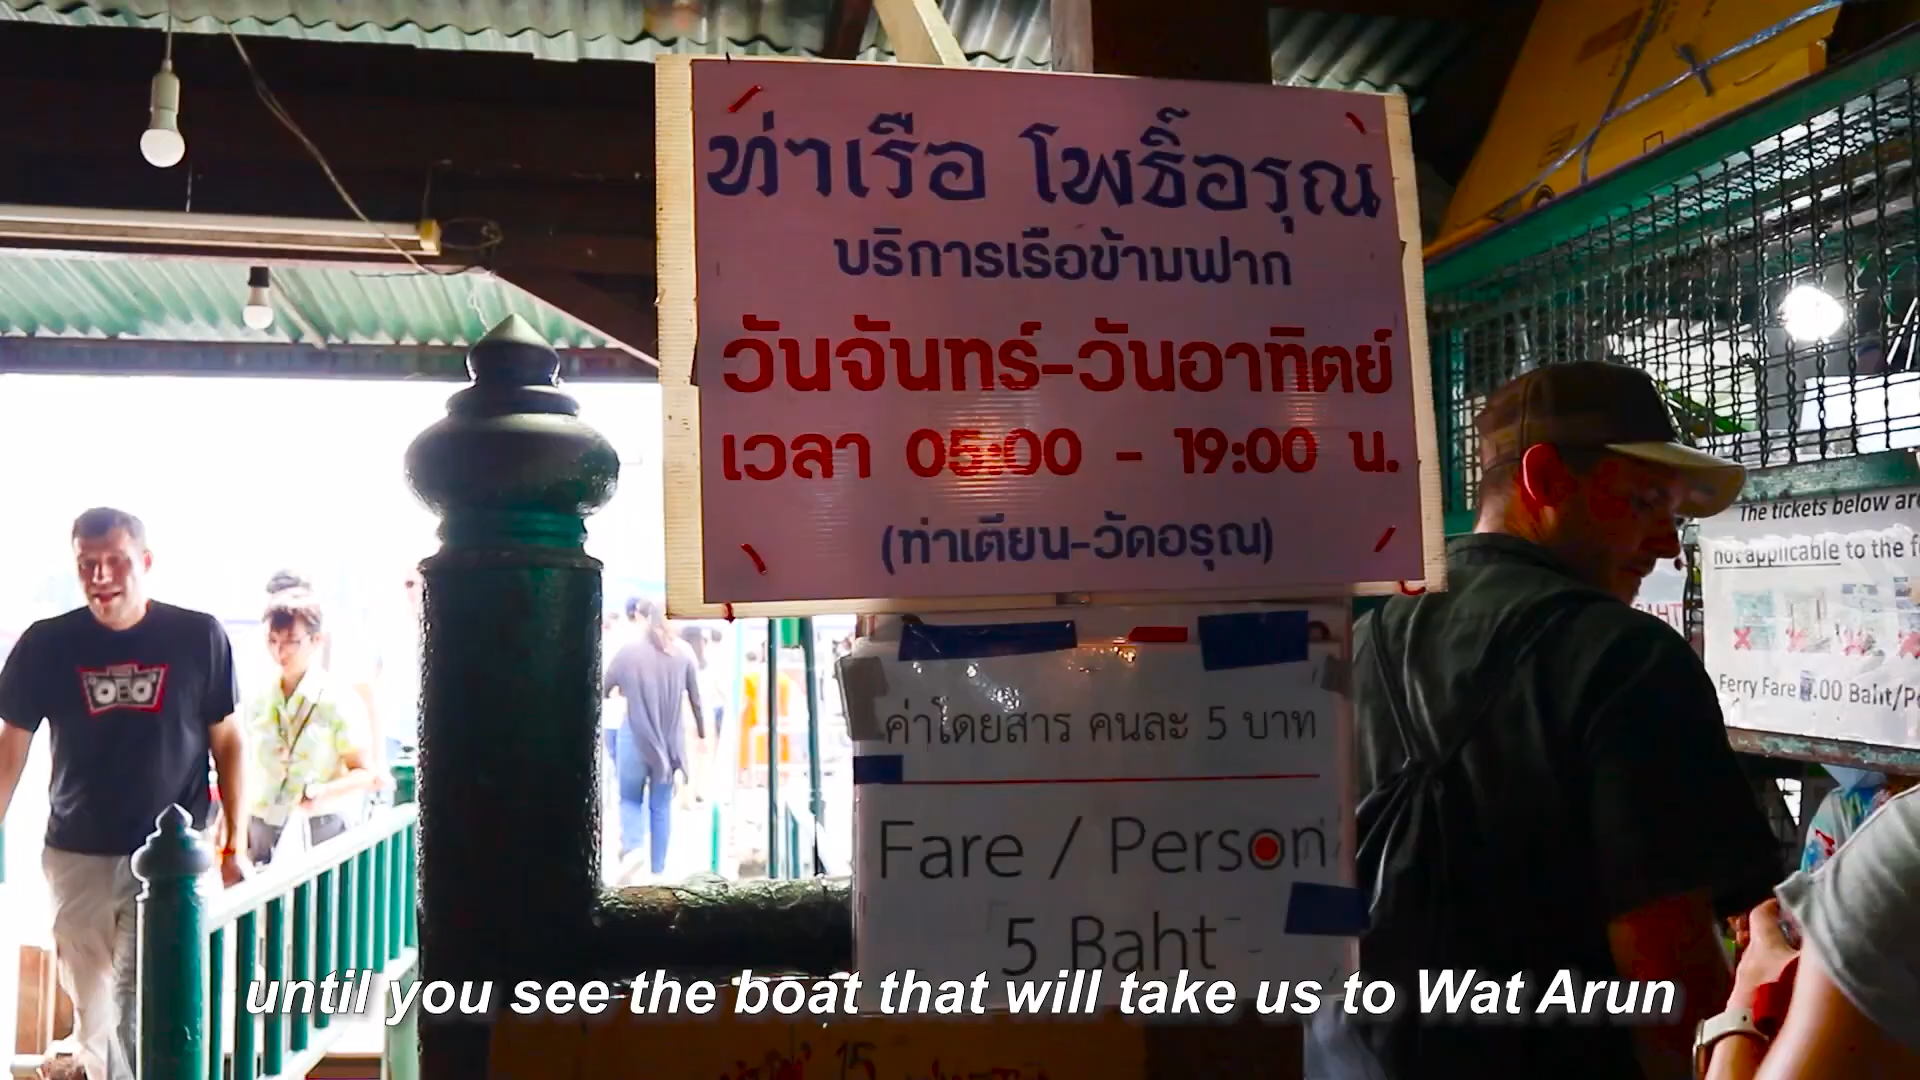 ท่าเรือ โพธิ๊อรุณ
บริการเรือข้ามฟาก
วันจันทร์-วันอาทิตย์
เวลา 05:00 - 19:00 น.
(ท่าเตียน-วัดอรุณ)
ค่าโดยสาร คนละ 5 บาท
Fare / Person
5 Baht
The tickets below are
not applicable to the
Ferry Fare .00 Baht/
until you see the boat that will take us to Wat Arun
15